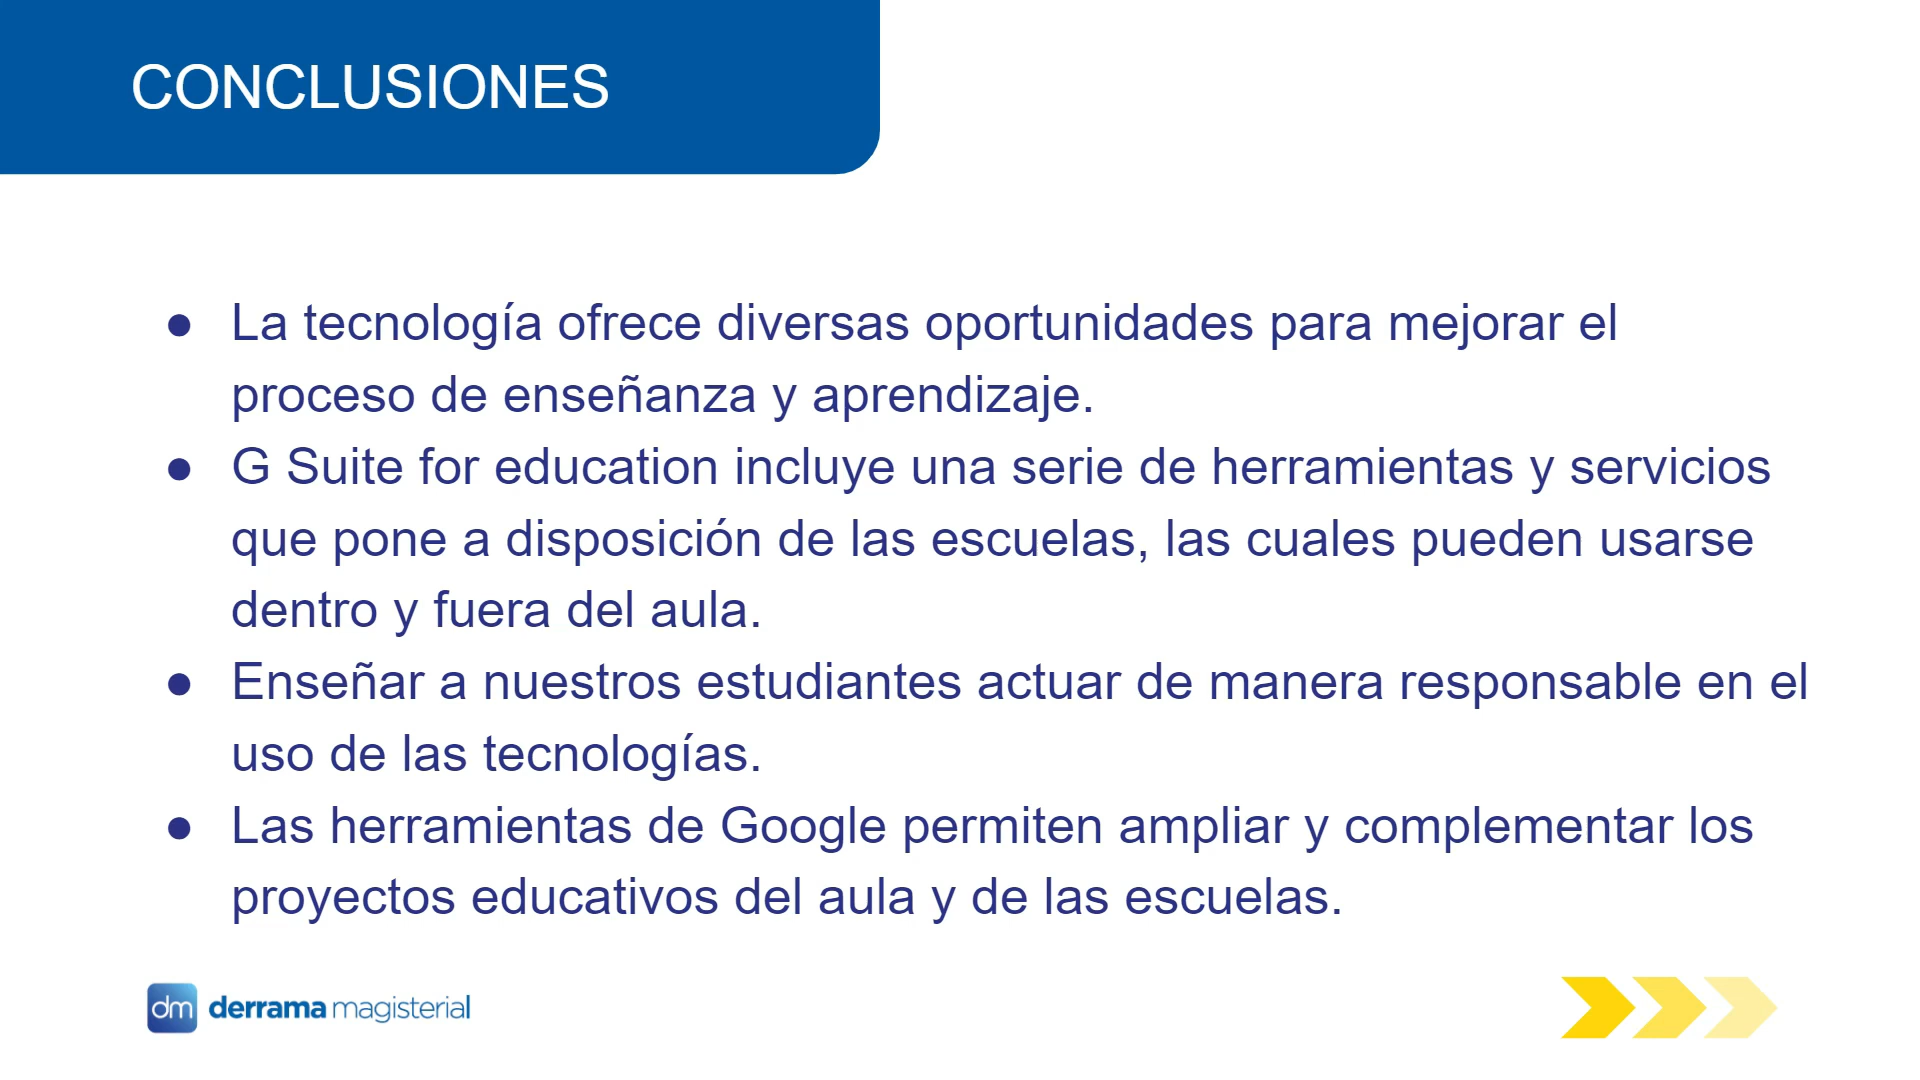 CONCLUSIONES
● La tecnología ofrece diversas oportunidades para mejorar el
proceso de enseñanza y aprendizaje.
● G Suite for education incluye una serie de herramientas y servicios
que pone a disposición de las escuelas, las cuales pueden usarse
dentro y fuera del aula.
● Enseñar a nuestros estudiantes actuar de manera responsable en el
uso de las tecnologías.
● Las herramientas de Google permiten ampliar y complementar los
proyectos educativos del aula y de las escuelas.
dm derrama magisterial